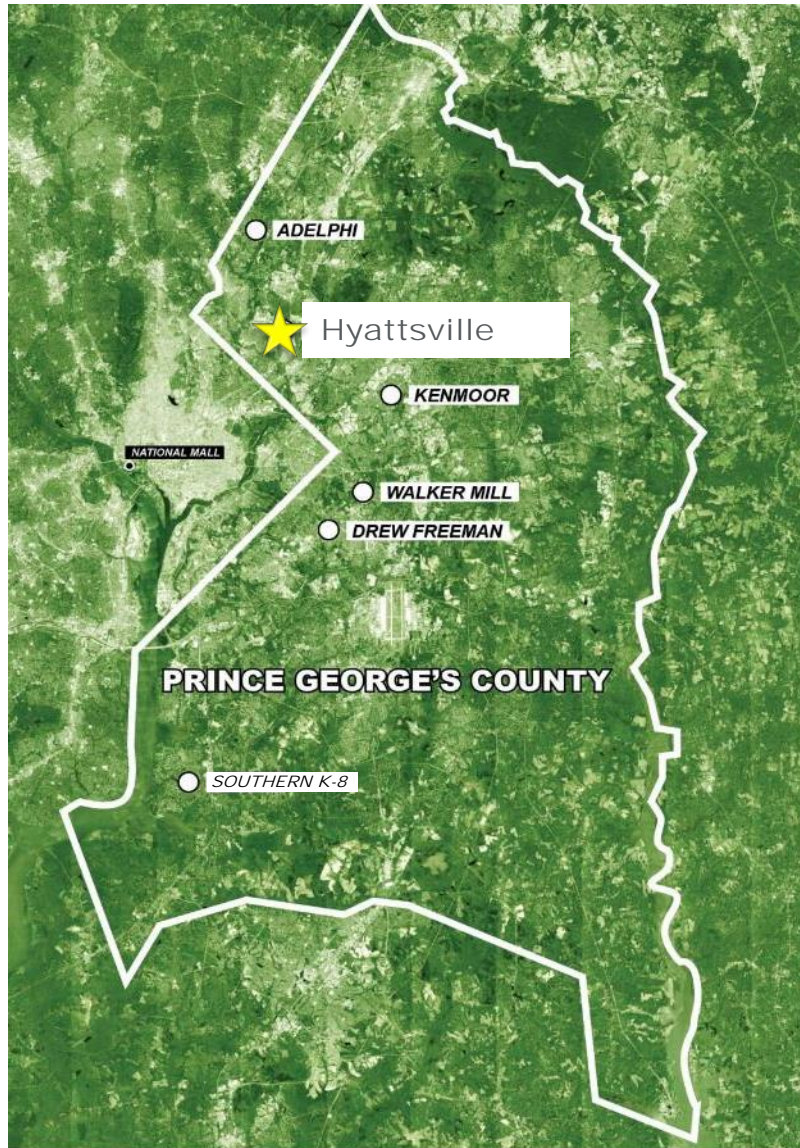 ADELPHI
Hyattsville
KENMOOR
NATIONAL MALL
WALKER MILL
DREW FREEMAN
PRINCE GEORGE'S COUNTY
SOUTHERN K-8